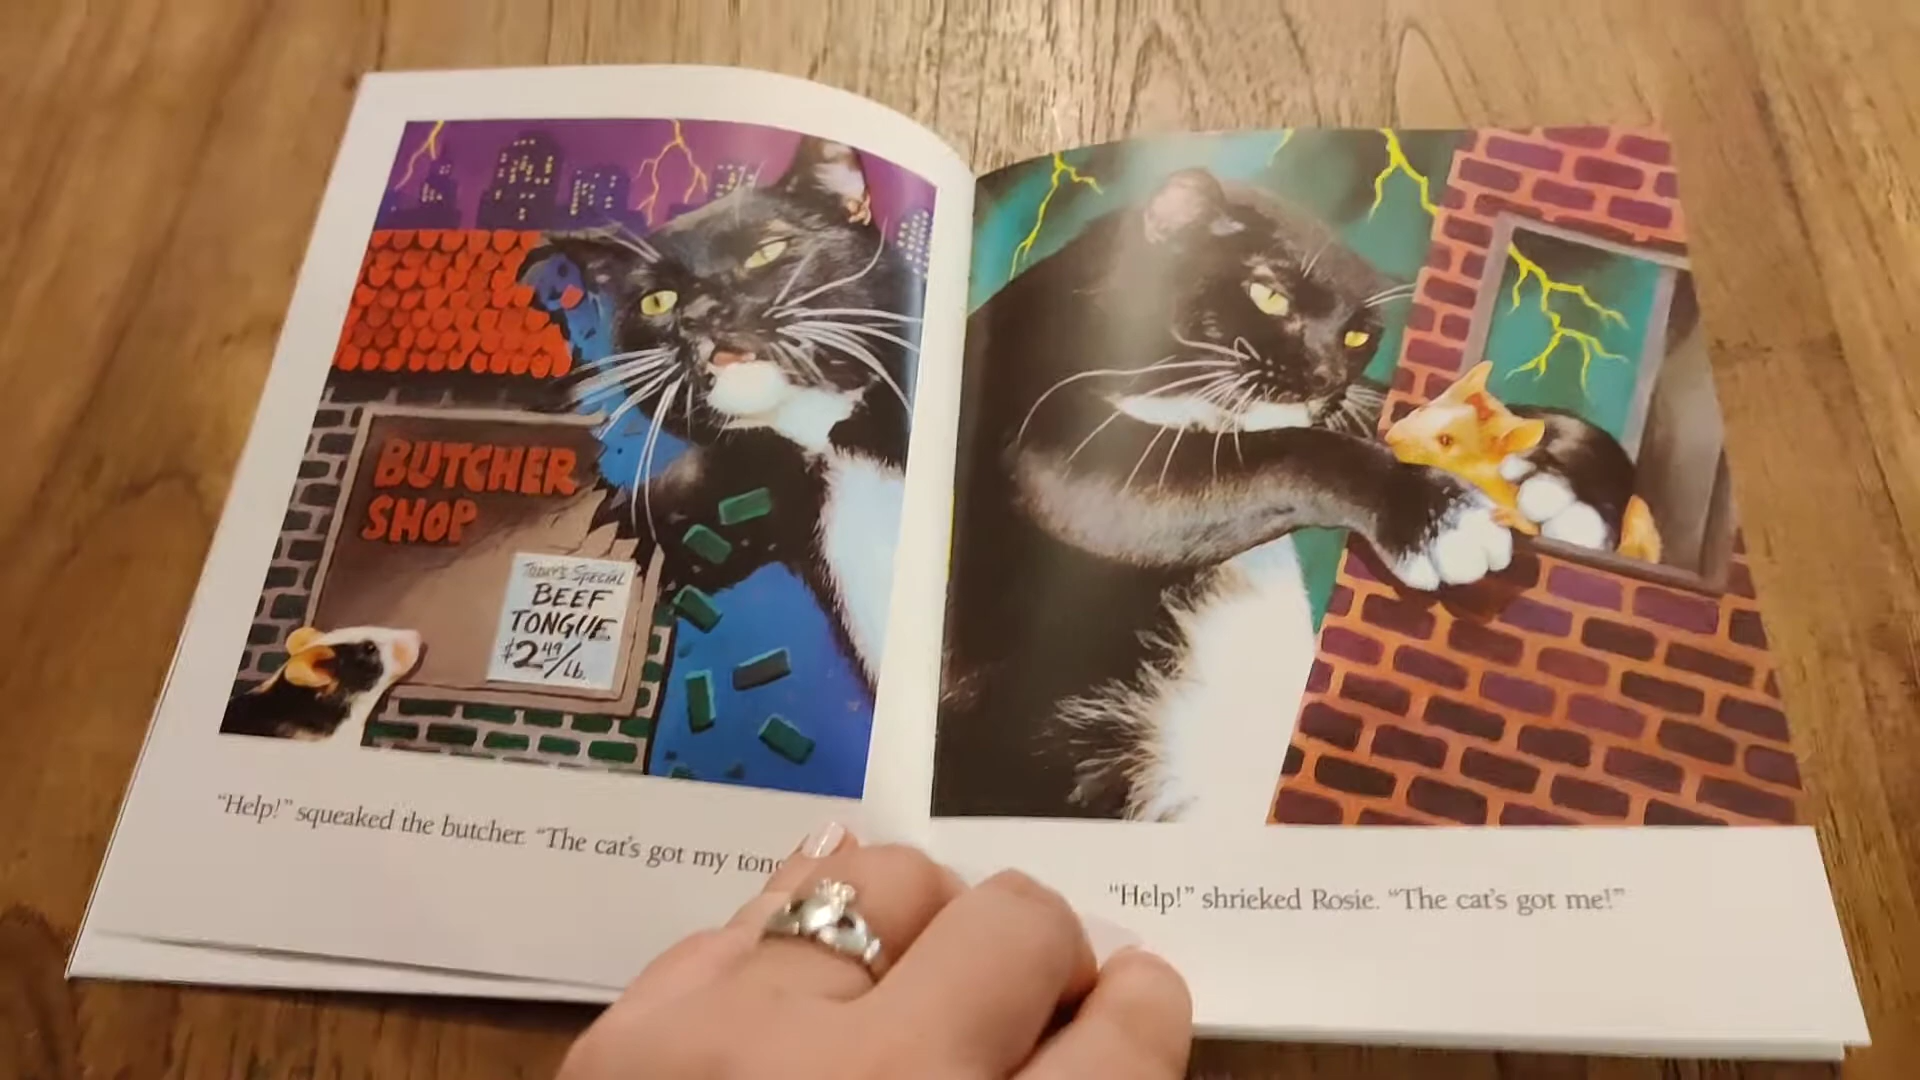 BUTCHER
SHOP
TODAY'S SPECIAL
BEEF
TONGUE
$2.49/Lb.
“Help!” squeaked the butcher. “The cat's got my
“Help!” shrieked Rosie. “The cat's got me!”